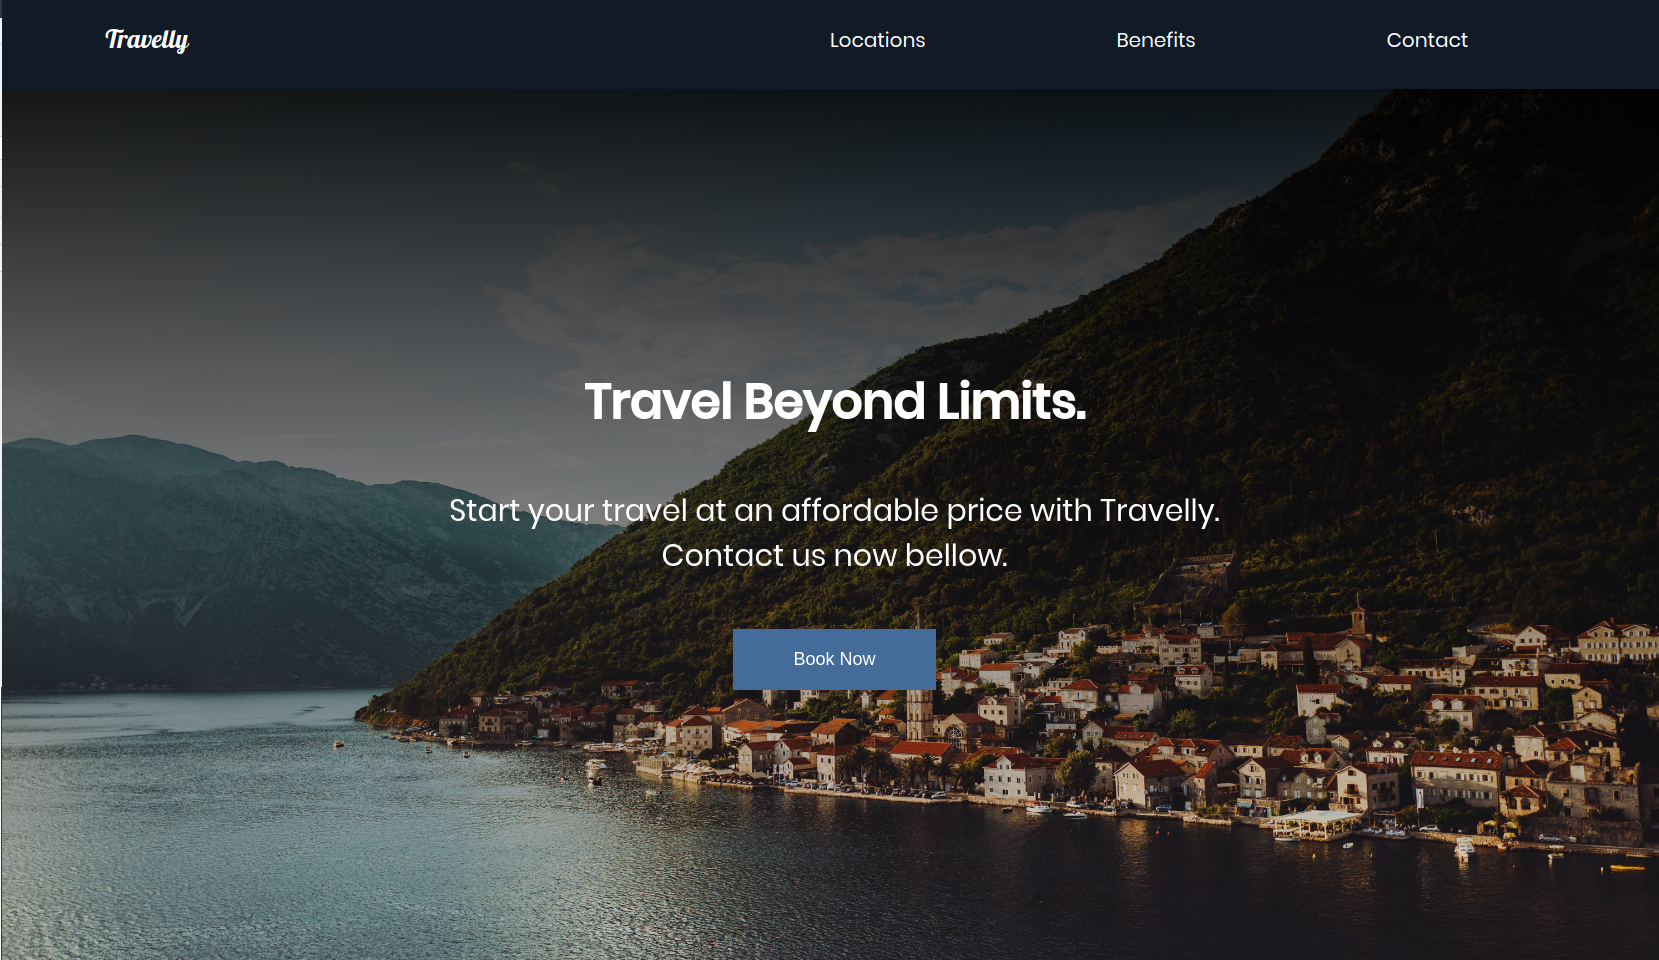 Travelly
Locations
Benefits
Contact
Travel Beyond Limits.
Start your travel at an affordable price with Travelly.
Contact us now bellow.
Book Now